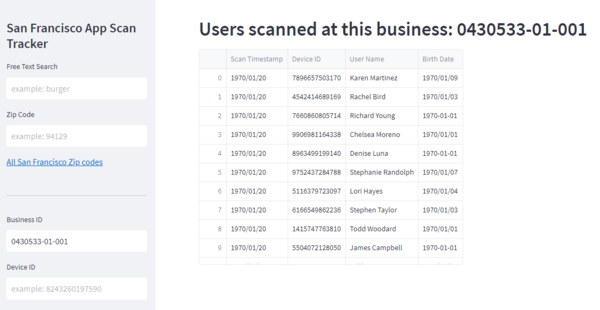 San Francisco App Scan
Tracker
Free Text Search
example: burger
Zip Code
example: 94129
All San Francisco Zip codes
Business ID
0430533-01-001
Device ID
example: 8243260197590
Users scanned at this business: 0430533-01-001
Scan Timestamp Device ID User Name Birth Date
0 1970/01/20 7896657503170 Karen Martinez 1970/01/09
1 1970/01/20 4542414689169 Rachel Bird 1970/01/03
2 1970/01/20 7660860805714 Richard Young 1970-01-01
3 1970/01/20 9906981164338 Chelsea Moreno 1970/01/01
4 1970/01/20 8963499199140 Denise Luna 1970-01-01
5 1970/01/20 9752437284788 Stephanie Randolph 1970/01/07
6 1970/01/20 5116379723097 Lori Hayes 1970/01/04
7 1970/01/20 6166549862236 Stephen Taylor 1970/01/03
8 1970/01/20 1415747763810 Todd Woodard 1970/01/01
9 1970/01/20 5504072128050 James Campbell 1970-01-01